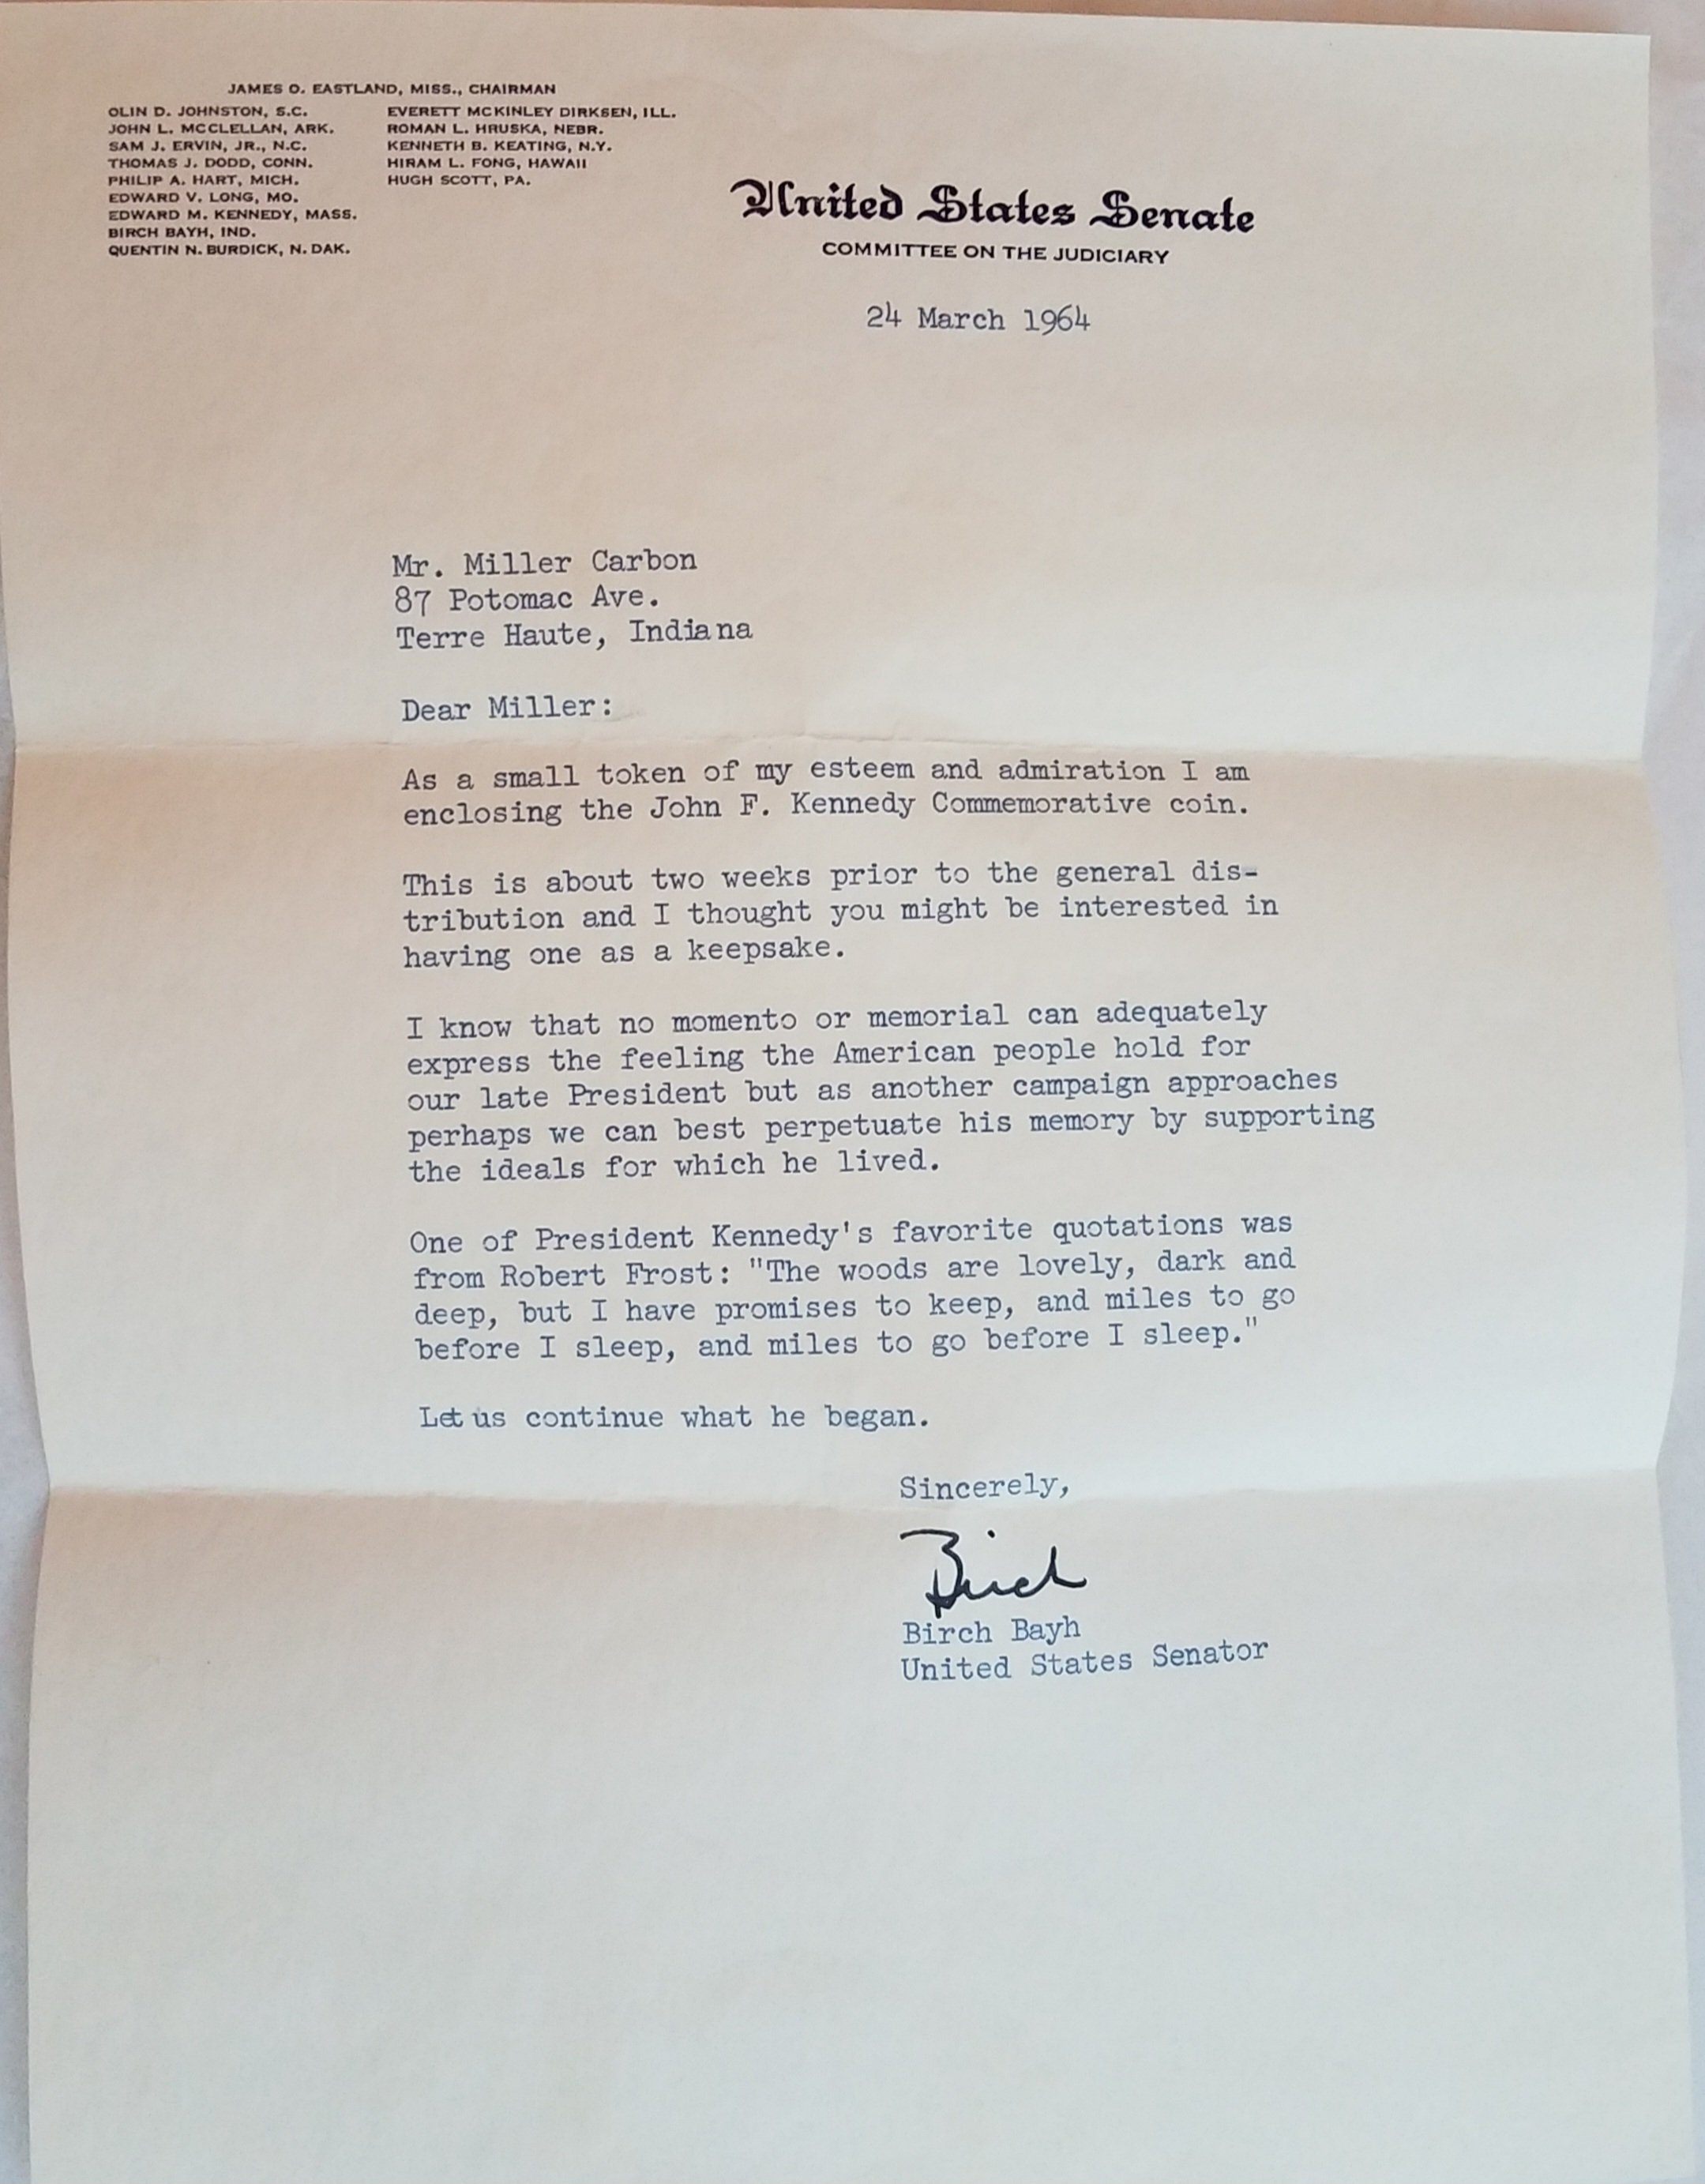 JAMES O. EASTLAND, MISS., CHAIRMAN
OLIN D. JOHNSTON, S.C.
JOHN L. MCCLELLAN, ARK.
SAM J. ERVIN, JR., N.C.
THOMAS J. DODD, CONN.
PHILIP A. HART, MICH.
EDWARD V. LONG, MO.
EDWARD M. KENNEDY, MASS.
BIRCH BAYH, IND.
QUENTIN N. BURDICK, N. DAK.
EVERETT MCKINLEY DIRKSEN, ILL.
ROMAN L. HRUSKA, NEBR.
KENNETH B. KEATING, N.Y.
HIRAM L. FONG, HAWAII
HUGH SCOTT, PA.
United States Senate
COMMITTEE ON THE JUDICIARY
24 March 1964
Mr. Miller Carbon
87 Potomac Ave.
Terre Haute, Indiana
Dear Miller:
As a small token of my esteem and admiration I am
enclosing the John F. Kennedy Commemorative coin.
This is about two weeks prior to the general dis-
tribution and I thought you might be interested in
having one as a keepsake.
I know that no momento or memorial can adequately
express the feeling the American people hold for
our late President but as another campaign approaches
perhaps we can best perpetuate his memory by supporting
the ideals for which he lived.
One of President Kennedy's favorite quotations was
from Robert Frost: "The woods are lovely, dark and
deep, but I have promises to keep, and miles to go
before I sleep, and miles to go before I sleep."
Let us continue what he began.
Sincerely,
Birch
Birch Bayh
United States Senator